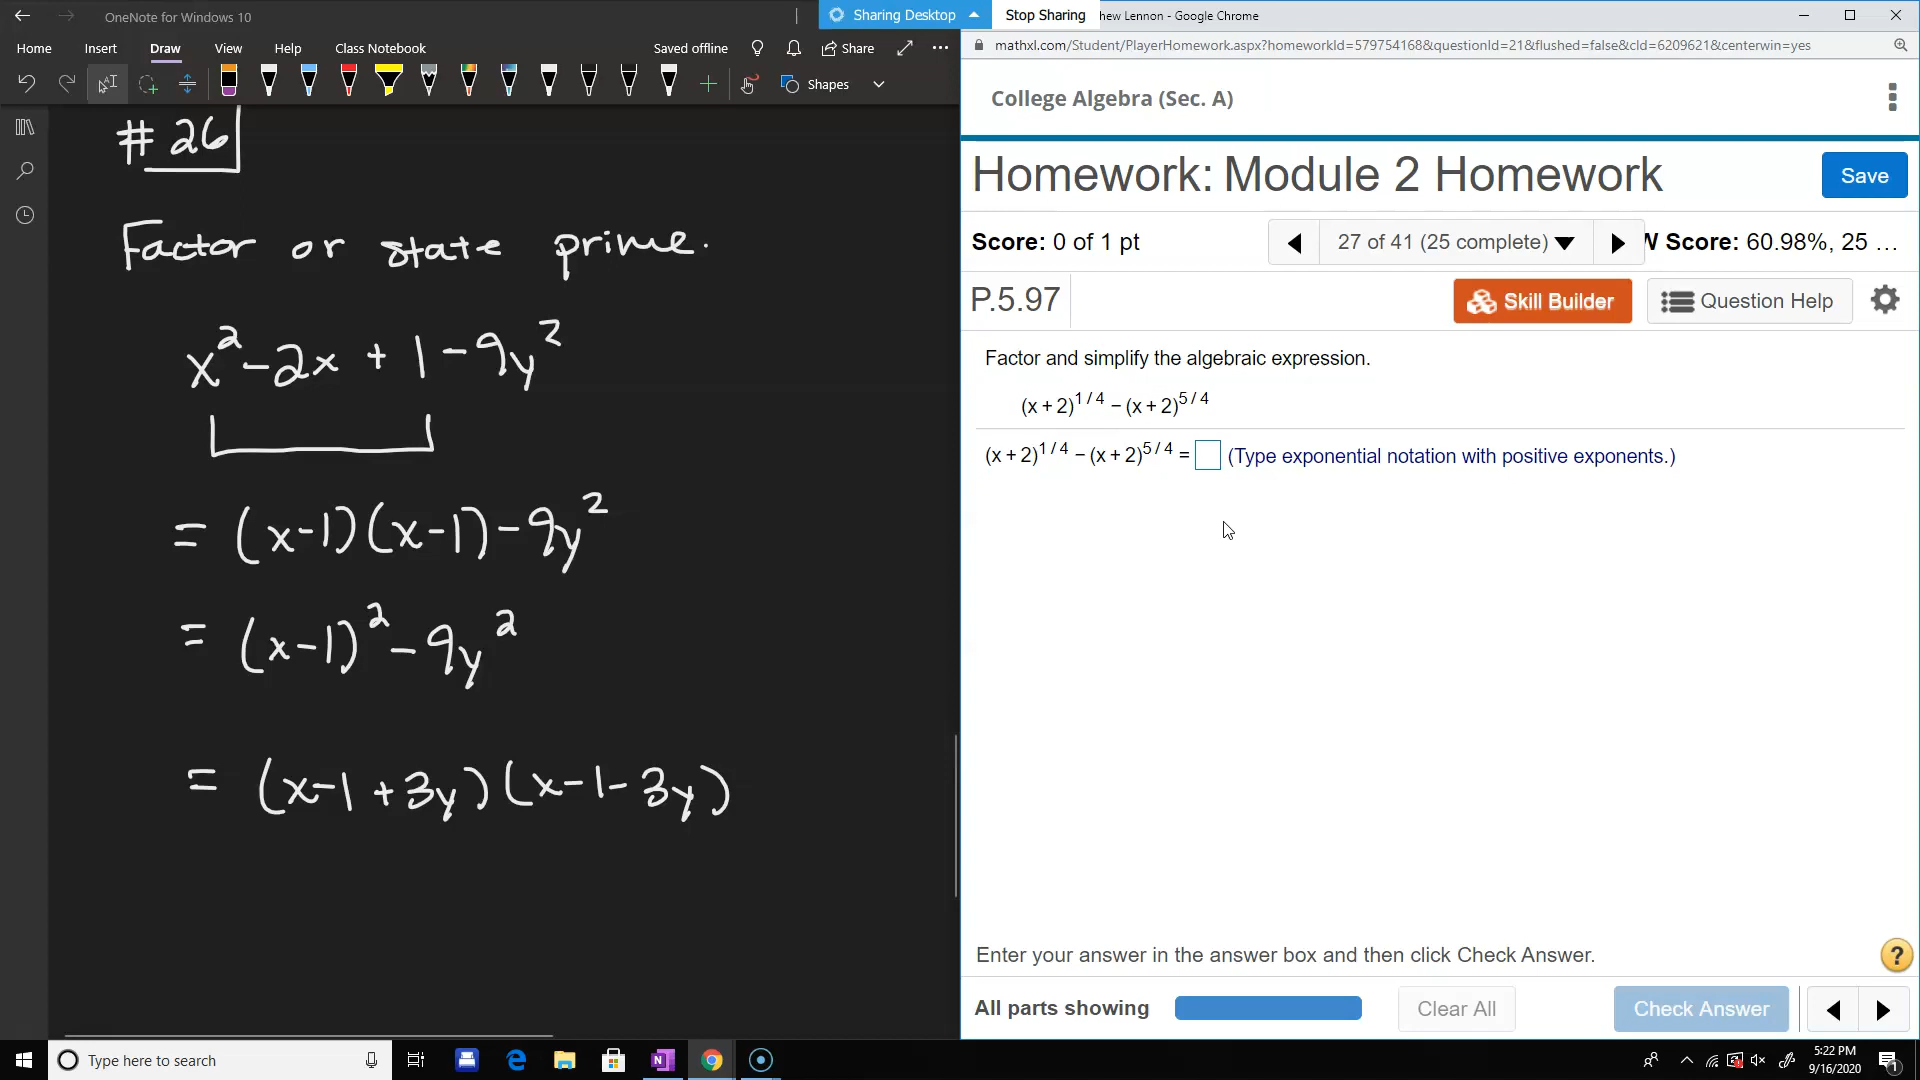 OneNote for Windows 10
Sharing Desktop
Stop Sharing
hew Lennon - Google Chrome
Home Insert Draw View Help Class Notebook
Saved offline
Share
mathxl.com/Student/PlayerHomework.aspx?homeworkId=579754168&questionId=21&flushed=false&cId=6209621&centerwin=yes
Shapes
# 26
Factor or state prime.
x² - 2x + 1 - 9y²
= (x-1)(x-1) - 9y²
= (x-1)² - 9y²
= (x-1+3y)(x-1-3y)
College Algebra (Sec. A)
Homework: Module 2 Homework
Save
Score: 0 of 1 pt
27 of 41 (25 complete)
W Score: 60.98%, 25 ...
P.5.97
Skill Builder
Question Help
Factor and simplify the algebraic expression.
(x + 2)^1/4 − (x + 2)^5/4
(x + 2)^1/4 − (x + 2)^5/4 = (Type exponential notation with positive exponents.)
Enter your answer in the answer box and then click Check Answer.
?
All parts showing
Clear All
Check Answer
Type here to search
5:22 PM
9/16/2020
1